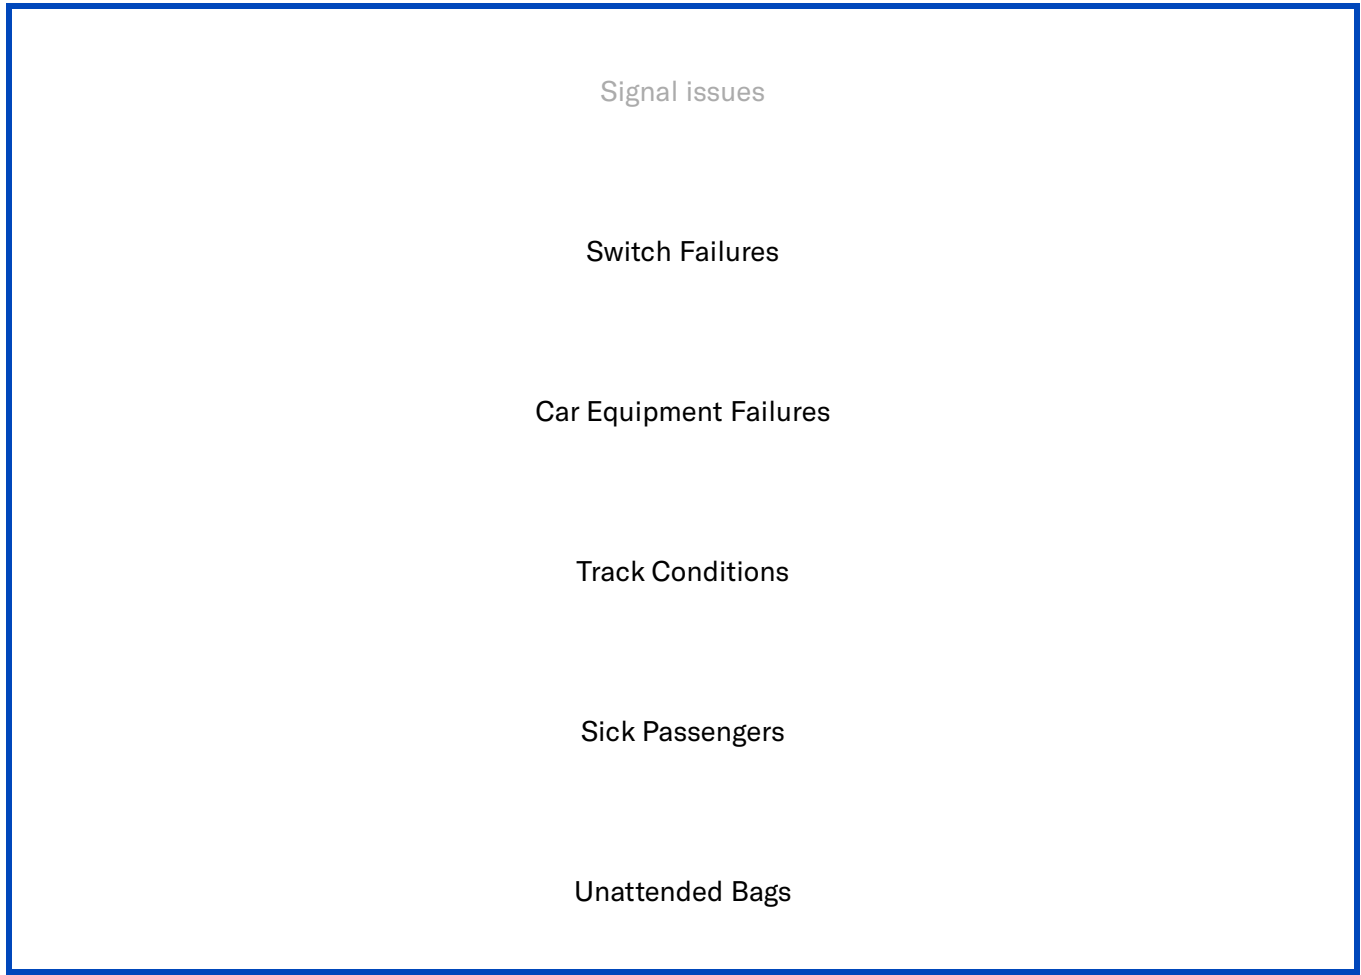 Signal issues
Switch Failures
Car Equipment Failures
Track Conditions
Sick Passengers
Unattended Bags